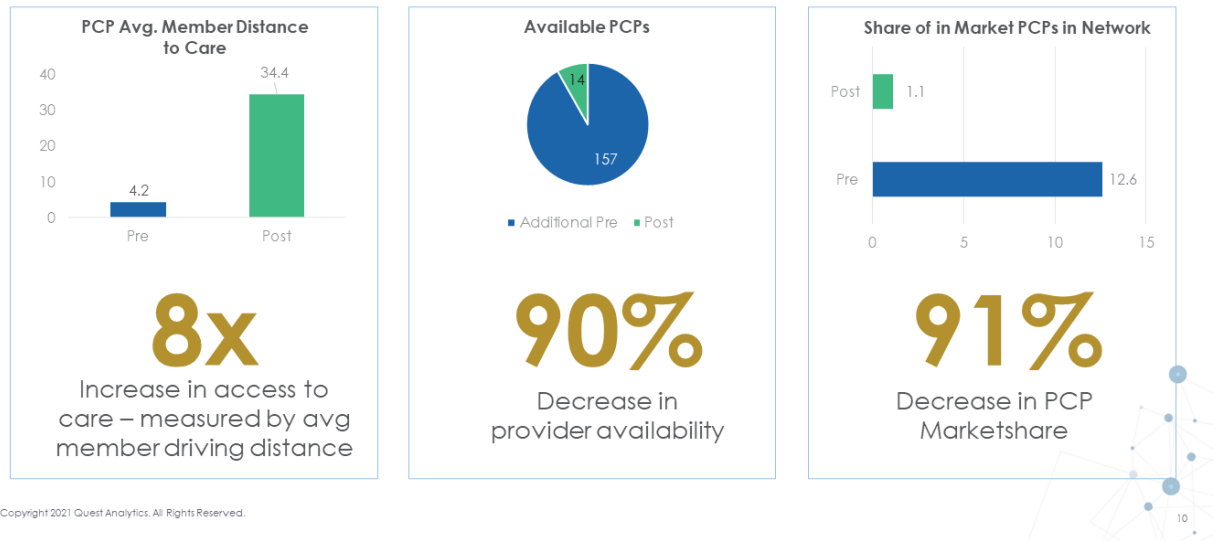 PCP Avg. Member Distance
to Care
40
30
20
10
0
4.2
34.4
Pre
Post
8x
Increase in access to
care – measured by avg
member driving distance
Available PCPs
14
157
Additional Pre
Post
90%
Decrease in
provider availability
Share of in Market PCPs in Network
Post
1.1
Pre
12.6
0
5
10
15
91%
Decrease in PCP
Marketshare
Copyright 2021 Quest Analytics. All Rights Reserved.
10